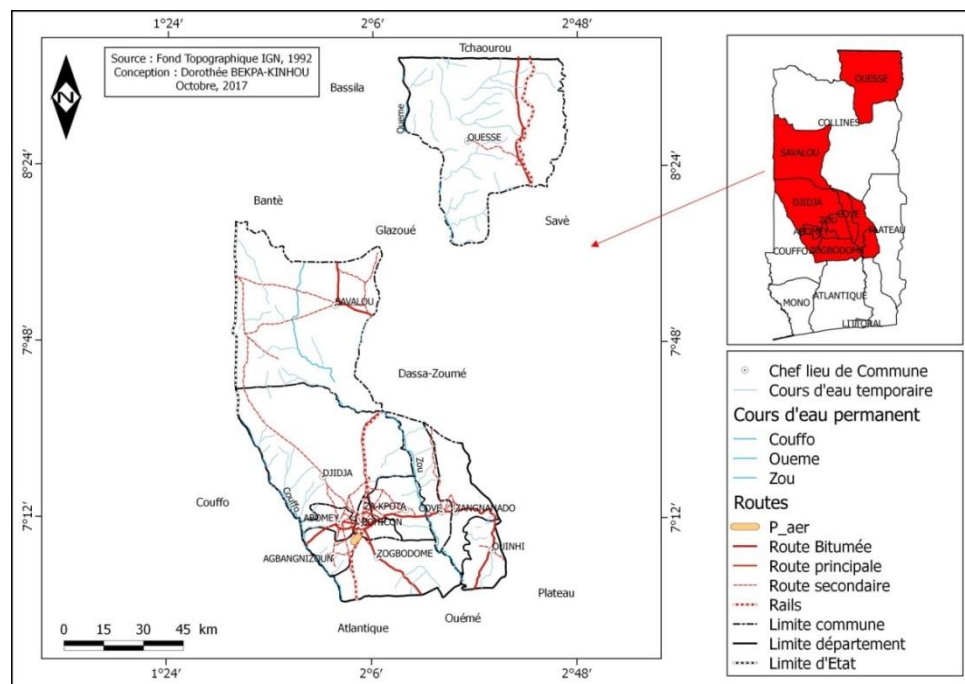 1°24′
2°6′
2°48′
Source : Fond Topographique IGN, 1992
Conception : Dorothée BEKPA-KINHOU
Octobre, 2017
Tchaourou
Bassila
Oueme
OUESSE
8°24′
8°24′
Bantè
Glazoué
Savè
SAVALOU
7°48′
7°48′
Dassa-Zoumé
DJIDJA
Zou
Couffo
Couffo
ZA-KPOTA
ABOMEY
BOHICON
COVE
ZANGNANADO
7°12′
7°12′
AGBANGNIZOUN
ZOGBODOME
OUINHI
Plateau
Ouémé
Atlantique
0 15 30 45 km
1°24′
2°6′
2°48′
Z
OUESSE
COLLINES
SAVALOU
DJIDJA
COVE
ZOU
ABOMEY
PLATEAU
COUFFO
ZOGBODOME
ATLANTIQUE
MONO
LITTORAL
Chef lieu de Commune
Cours d'eau temporaire
Cours d'eau permanent
Couffo
Oueme
Zou
Routes
P_aer
Route Bitumée
Route principale
Route secondaire
Rails
Limite commune
Limite département
Limite d'Etat